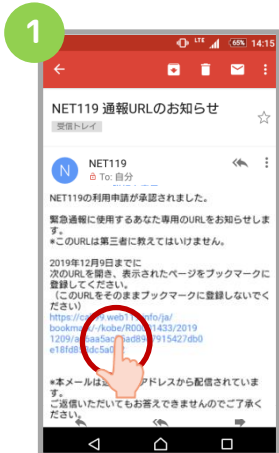 1
LTE 65% 14:15
NET119 通報URLのお知らせ
受信トレイ
N NET119
To: 自分
NET119の利用申請が承認されました。
緊急通報に使用するあなた専用のURLをお知らせしま
す。
*このURLは第三者に教えてはいけません。
2019年12月9日までに
次のURLを開き、表示されたページをブックマークに
登録してください。
（このURLをそのままブックマークに登録しないでくだ
さい）
bookmark/-/kobe/
*本メールは アドレスから配信されていま
す。
ご返信いただいてもお答えできませんのでご了承く
ださい。